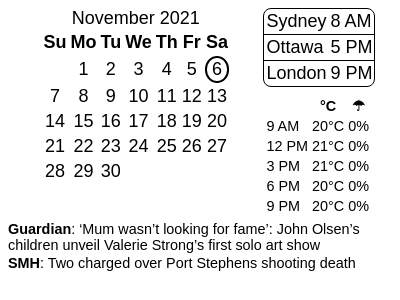 November 2021
Su Mo Tu We Th Fr Sa
1 2 3 4 5 6
7 8 9 10 11 12 13
14 15 16 17 18 19 20
21 22 23 24 25 26 27
28 29 30
Sydney 8 AM
Ottawa 5 PM
London 9 PM
°C ☂
9 AM 20°C 0%
12 PM 21°C 0%
3 PM 21°C 0%
6 PM 20°C 0%
9 PM 20°C 0%
Guardian: ‘Mum wasn’t looking for fame’: John Olsen’s
children unveil Valerie Strong’s first solo art show
SMH: Two charged over Port Stephens shooting death